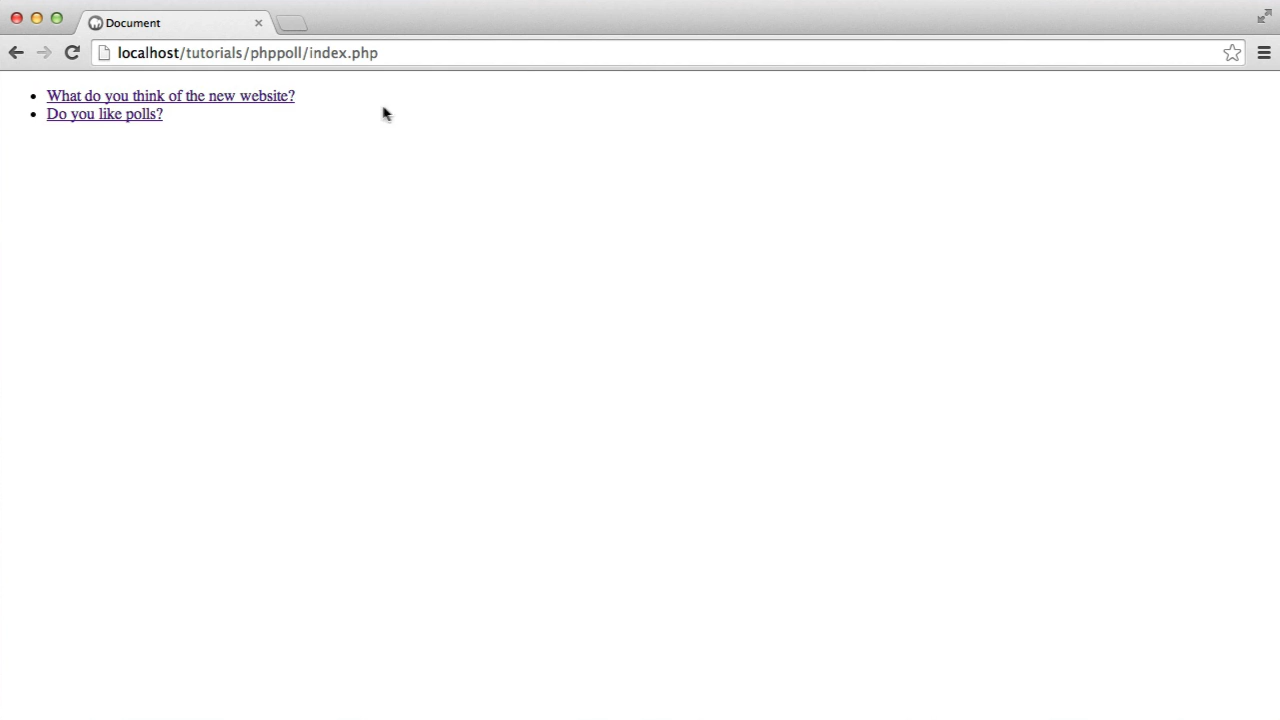 Document
localhost/tutorials/phppoll/index.php
What do you think of the new website?
Do you like polls?